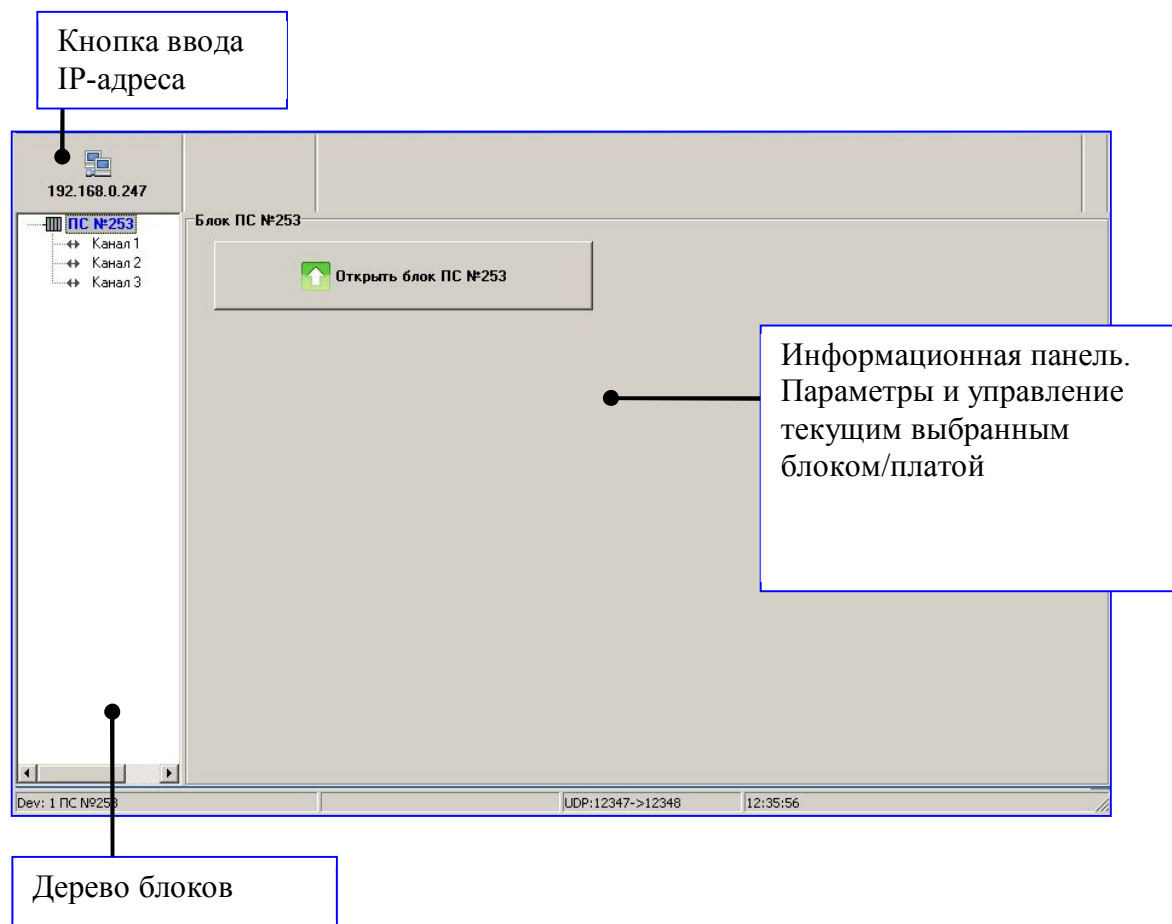 Кнопка ввода
IP-адреса
192.168.0.247
ПС №253
Канал 1
Канал 2
Канал 3
Блок ПС №253
Открыть блок ПС №253
Информационная панель.
Параметры и управление
текущим выбранным
блоком/платой
Dev: 1 ПС №253
UDP:12347->12348
12:35:56
Дерево блоков